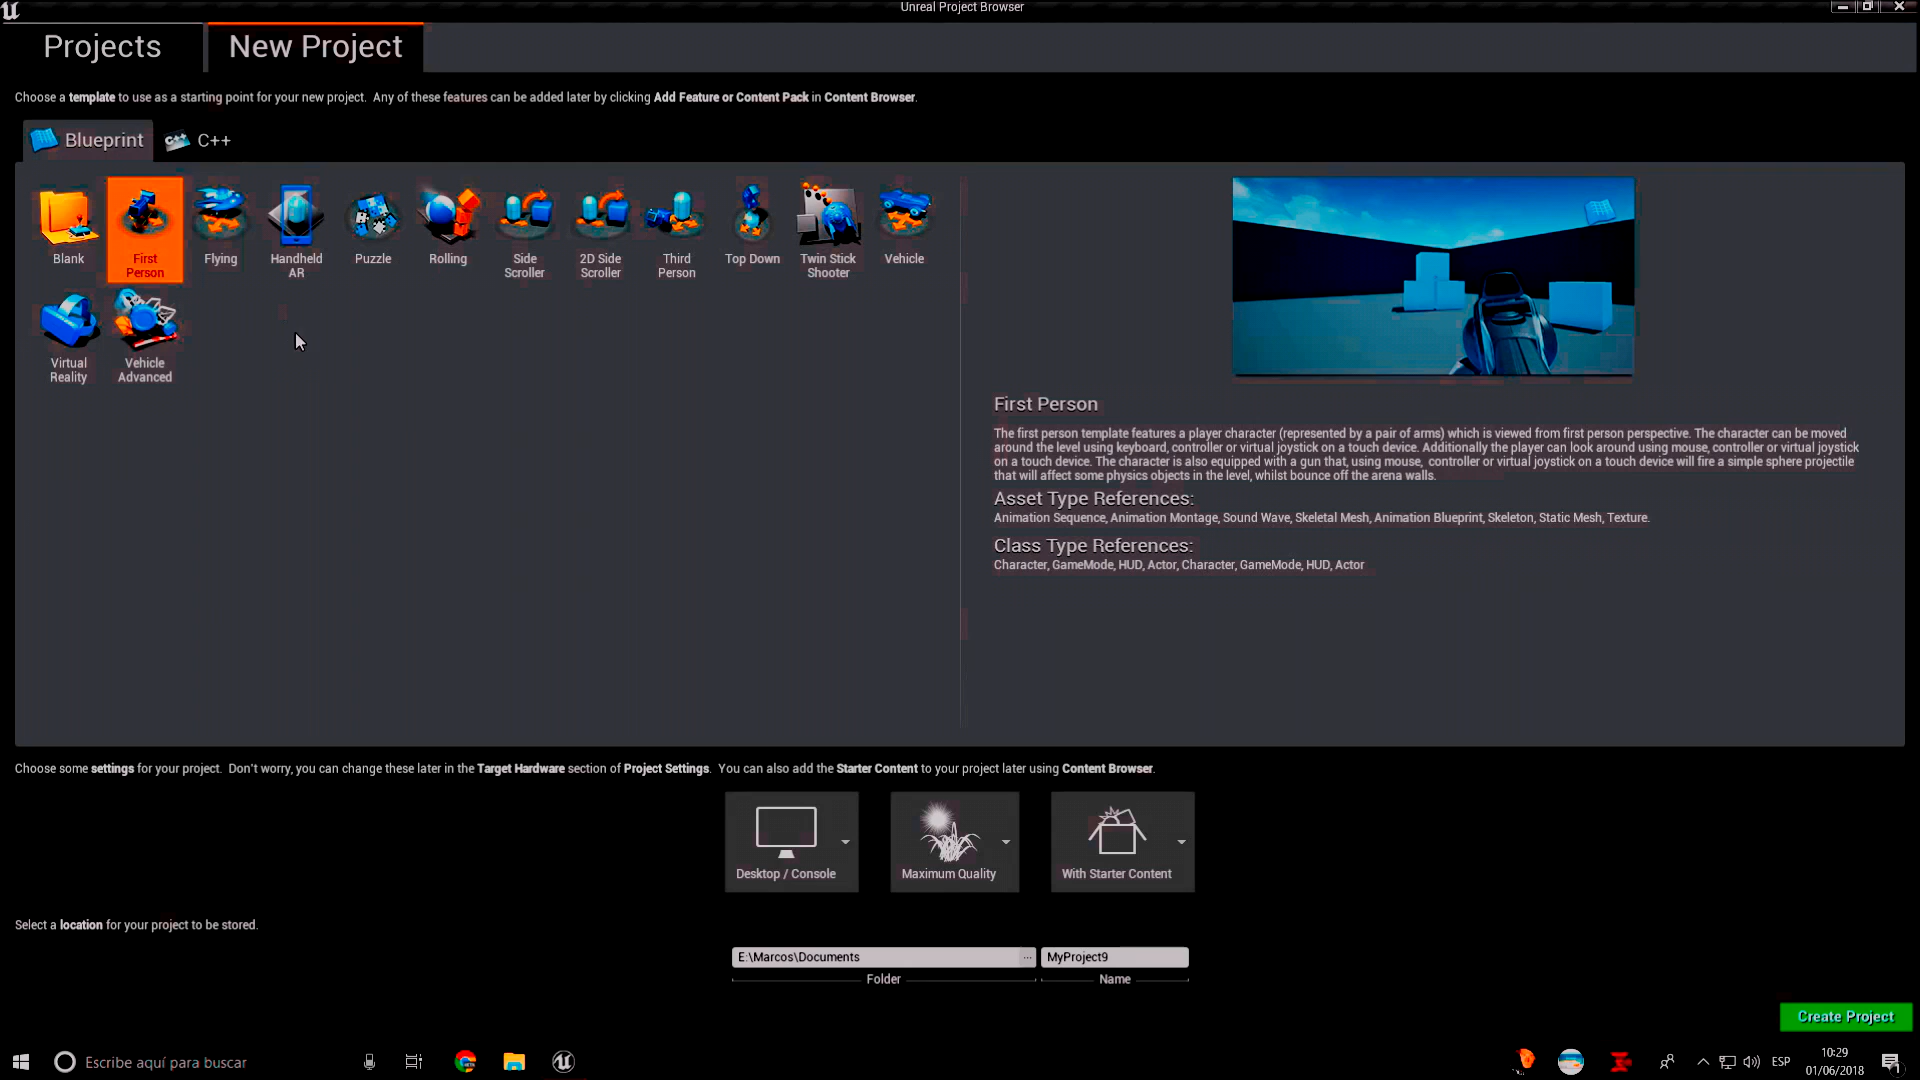 Unreal Project Browser
Projects
New Project
Choose a template to use as a starting point for your new project. Any of these features can be added later by clicking Add Feature or Content Pack in Content Browser.
Blueprint
C++
Blank
First
Person
Flying
Handheld
AR
Puzzle
Rolling
Side
Scroller
2D Side
Scroller
Third
Person
Top Down
Twin Stick
Shooter
Vehicle
Virtual
Reality
Vehicle
Advanced
First Person
The first person template features a player character (represented by a pair of arms) which is viewed from first person perspective. The character can be moved
around the level using keyboard, controller or virtual joystick on a touch device. Additionally the player can look around using mouse, controller or virtual joystick
on a touch device. The character is also equipped with a gun that, using mouse, controller or virtual joystick on a touch device will fire a simple sphere projectile
that will affect some physics objects in the level, whilst bounce off the arena walls.
Asset Type References:
Animation Sequence, Animation Montage, Sound Wave, Skeletal Mesh, Animation Blueprint, Skeleton, Static Mesh, Texture.
Class Type References:
Character, GameMode, HUD, Actor, Character, GameMode, HUD, Actor
Choose some settings for your project. Don't worry, you can change these later in the Target Hardware section of Project Settings. You can also add the Starter Content to your project later using Content Browser.
Desktop / Console
Maximum Quality
With Starter Content
Select a location for your project to be stored.
E:\Marcos\Documents
...
MyProject9
Folder
Name
Create Project
Escribe aquí para buscar
ESP
10:29
01/06/2018